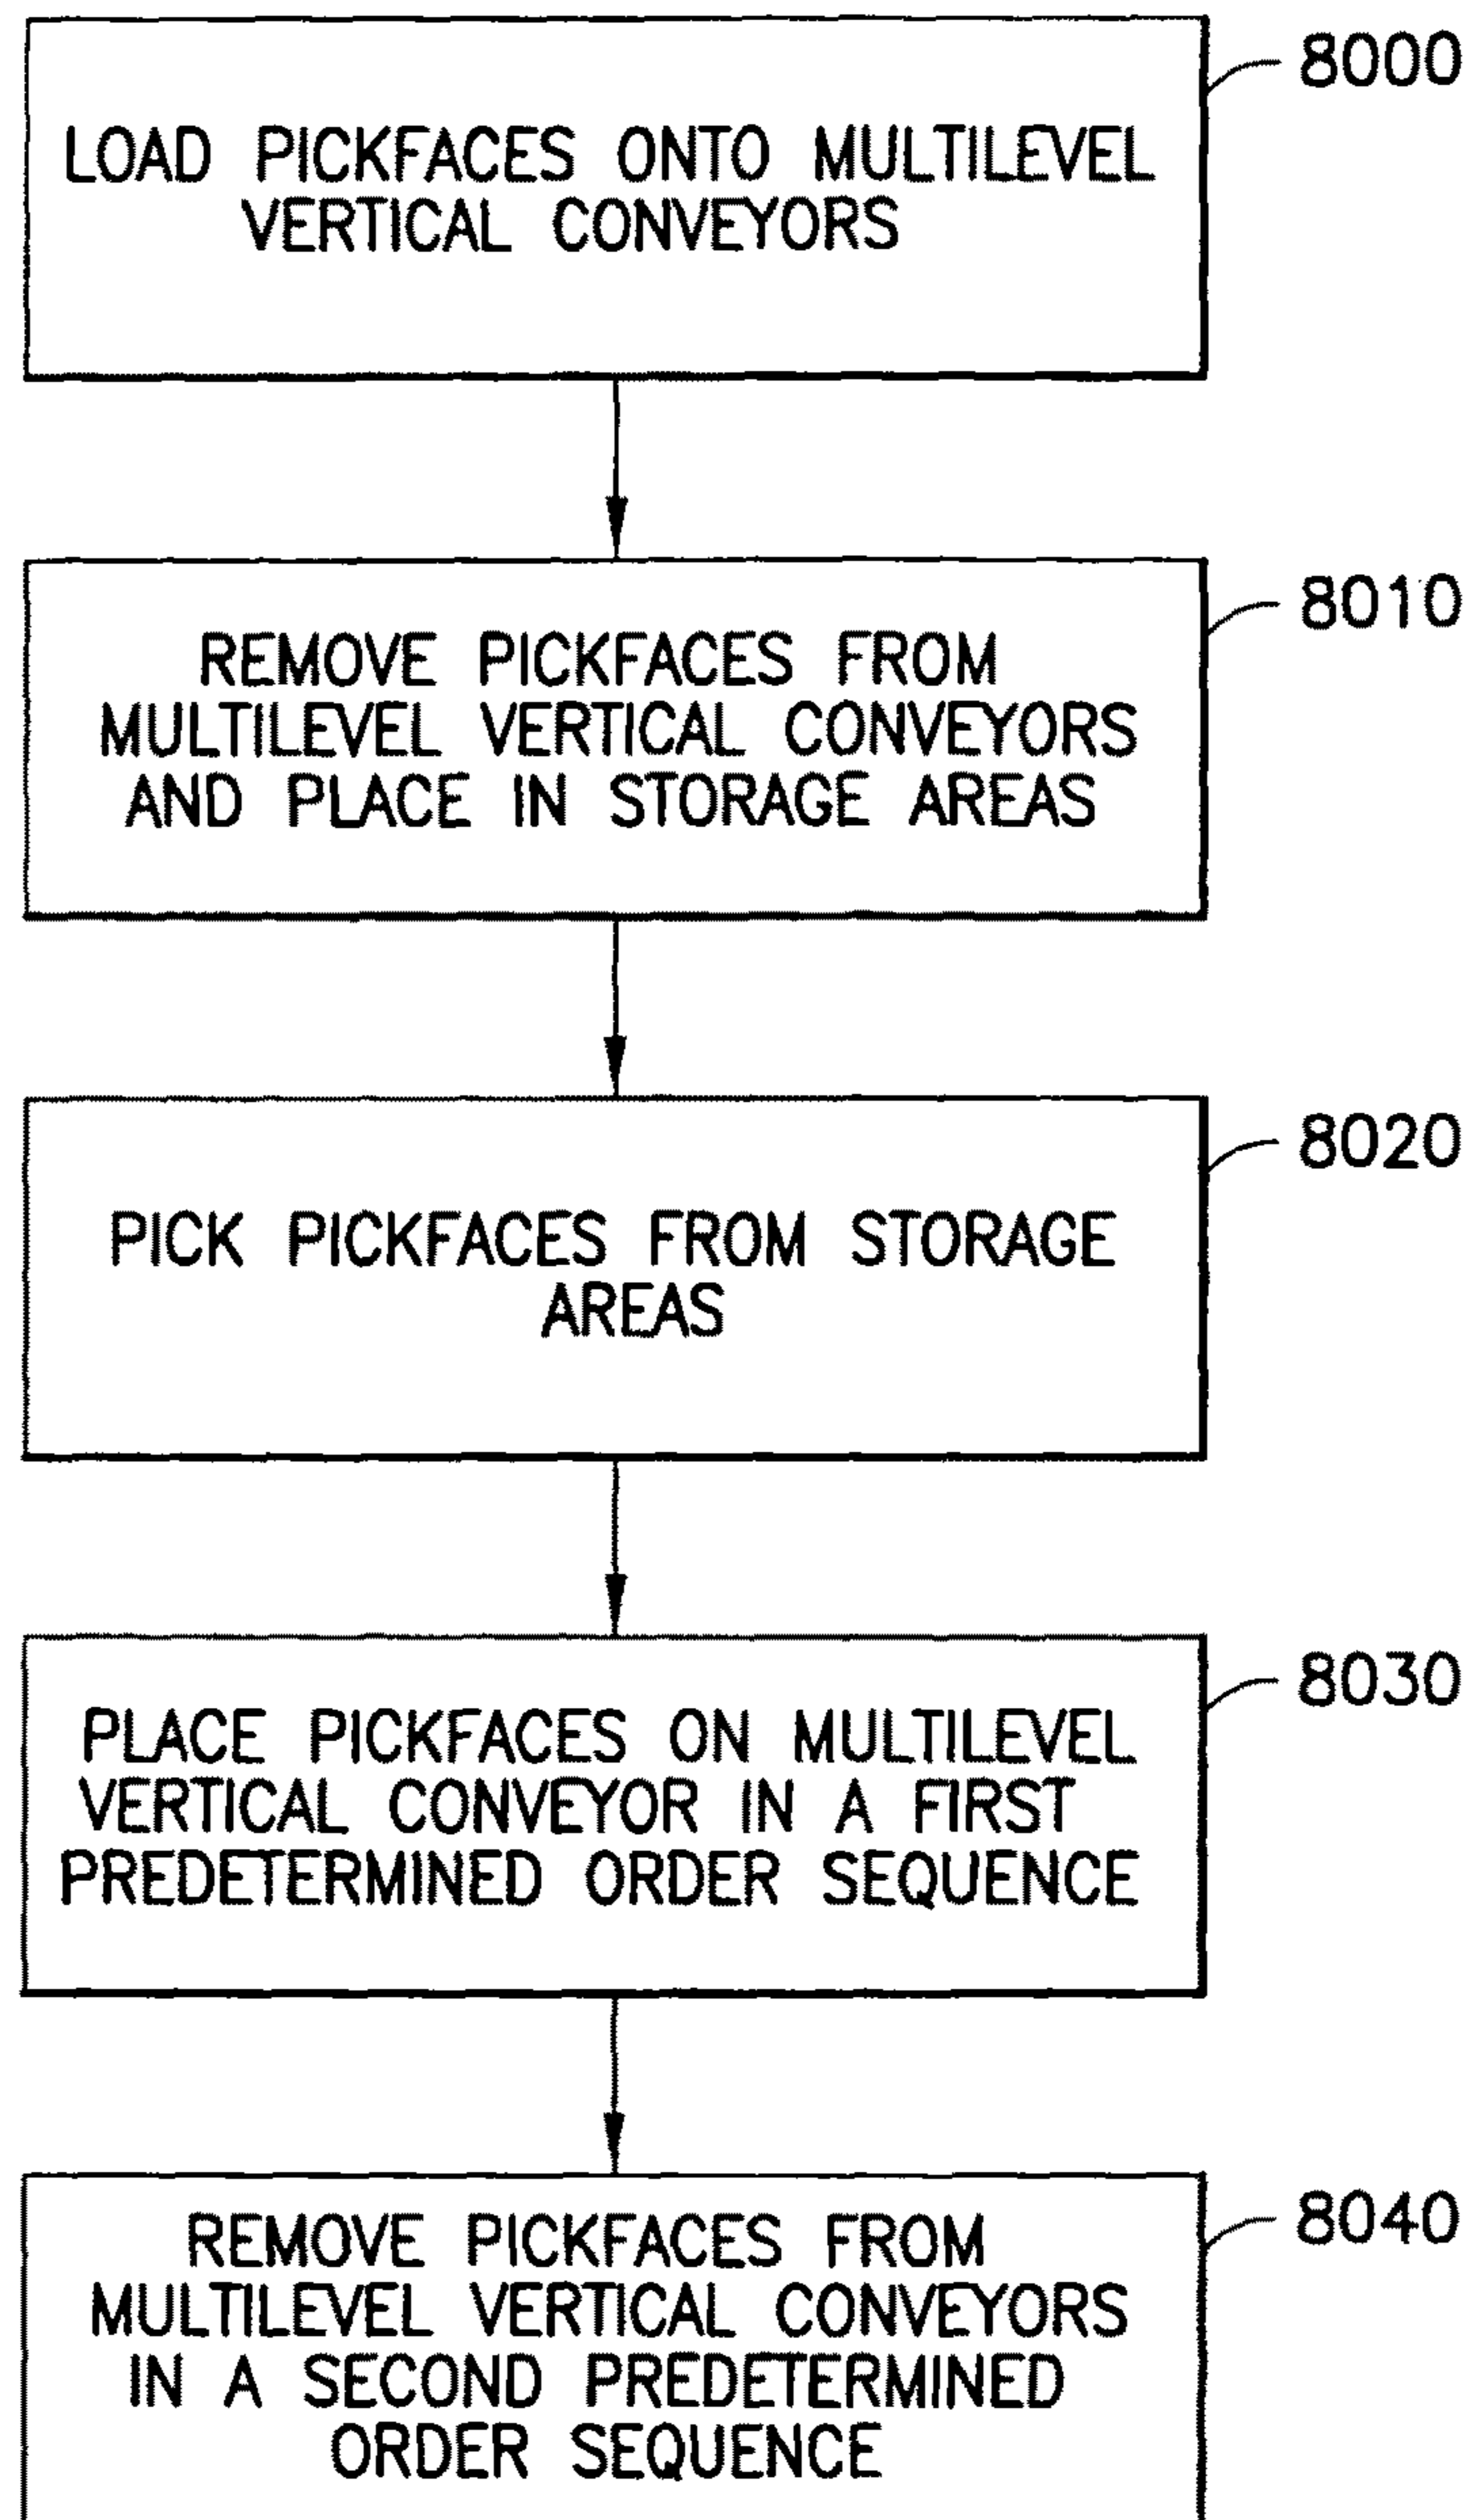 8000
LOAD PICKFACES ONTO MULTILEVEL
VERTICAL CONVEYORS
8010
REMOVE PICKFACES FROM
MULTILEVEL VERTICAL CONVEYORS
AND PLACE IN STORAGE AREAS
8020
PICK PICKFACES FROM STORAGE
AREAS
8030
PLACE PICKFACES ON MULTILEVEL
VERTICAL CONVEYOR IN A FIRST
PREDETERMINED ORDER SEQUENCE
8040
REMOVE PICKFACES FROM
MULTILEVEL VERTICAL CONVEYORS
IN A SECOND PREDETERMINED
ORDER SEQUENCE